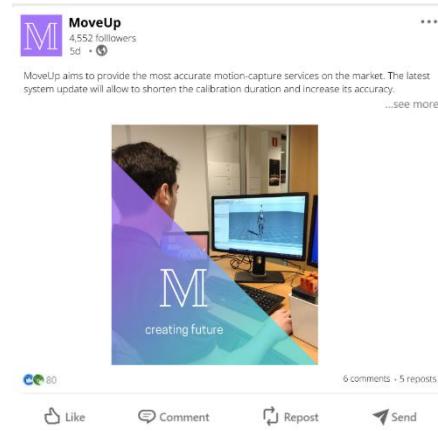 M
MoveUp
4,552 folllowers
5d •
MoveUp aims to provide the most accurate motion-capture services on the market. The latest
system update will allow to shorten the calibration duration and increase its accuracy.
...see more
M
creating future
80
6 comments • 5 reposts
Like
Comment
Repost
Send